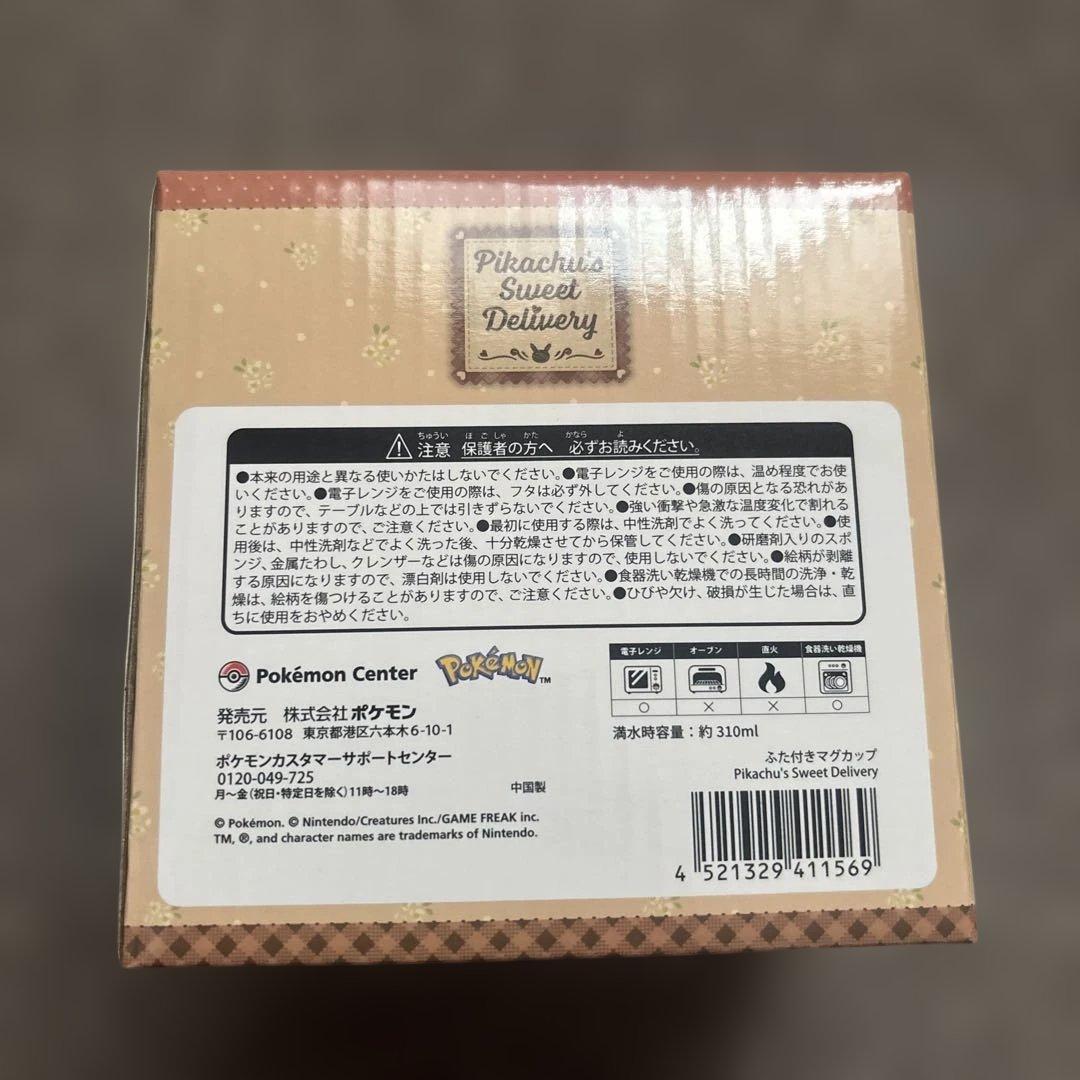 Pikachu's
Sweet
Delivery
ちゅうい ほごしゃ かた かなら よ
注意 保護者の方へ 必ずお読みください。
●本来の用途と異なる使いかたはしないでください。●電子レンジをご使用の際は、温め程度でお使
いください。●電子レンジをご使用の際は、フタは必ず外してください。●傷の原因となる恐れがあ
りますので、テーブルなどの上では引きずらないでください。●強い衝撃や急激な温度変化で割れる
ことがありますので、ご注意ください。●最初に使用する際は、中性洗剤でよく洗ってください。●使
用後は、中性洗剤などでよく洗った後、十分乾燥させてから保管してください。●研磨剤入りのスポ
ンジ、金属たわし、クレンザーなどは傷の原因になりますので、使用しないでください。●絵柄が剥離
する原因になりますので、漂白剤は使用しないでください。●食器洗い乾燥機での長時間の洗浄・乾
燥は、絵柄を傷つけることがありますので、ご注意ください。●ひびや欠け、破損が生じた場合は、直
ちに使用をおやめください。
Pokémon Center POKéMON™
電子レンジ オーブン 直火 食器洗い乾燥機
○ × × ○
満水時容量：約 310ml
発売元 株式会社ポケモン
〒106-6108 東京都港区六本木6-10-1
ポケモンカスタマーサポートセンター
0120-049-725
月～金（祝日・特定日を除く）11時～18時
中国製
ふた付きマグカップ
Pikachu's Sweet Delivery
© Pokémon. © Nintendo/Creatures Inc./GAME FREAK inc.
TM, ®, and character names are trademarks of Nintendo.
4 521329 411569